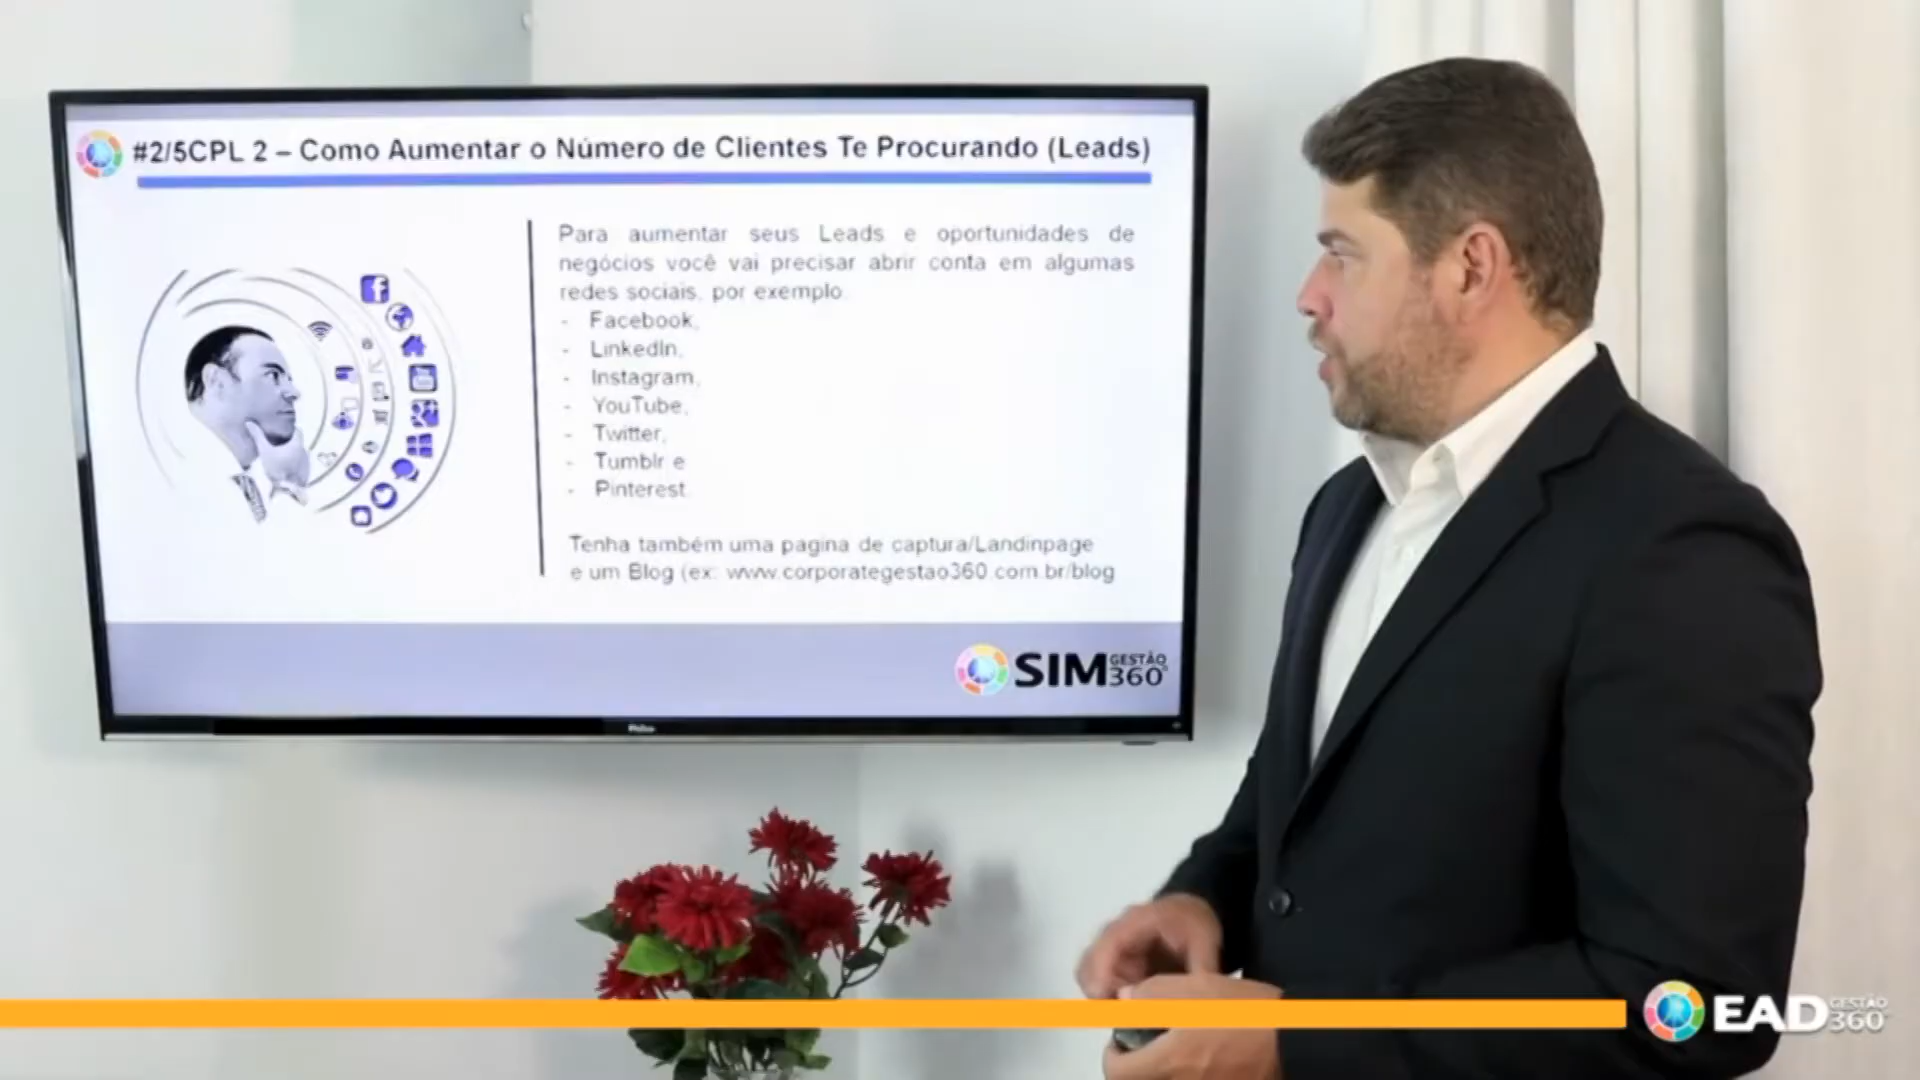 #2/5CPL 2 – Como Aumentar o Número de Clientes Te Procurando (Leads)
Para aumentar seus Leads e oportunidades de
negócios você vai precisar abrir conta em algumas
redes sociais, por exemplo:
- Facebook,
- LinkedIn,
- Instagram,
- YouTube,
- Twitter,
- Tumblr e
- Pinterest.
Tenha também uma pagina de captura/Landinpage
e um Blog (ex: www.corporategestao360.com.br/blog
SIM GESTÃO 360°
Philco
EAD GESTÃO 360°